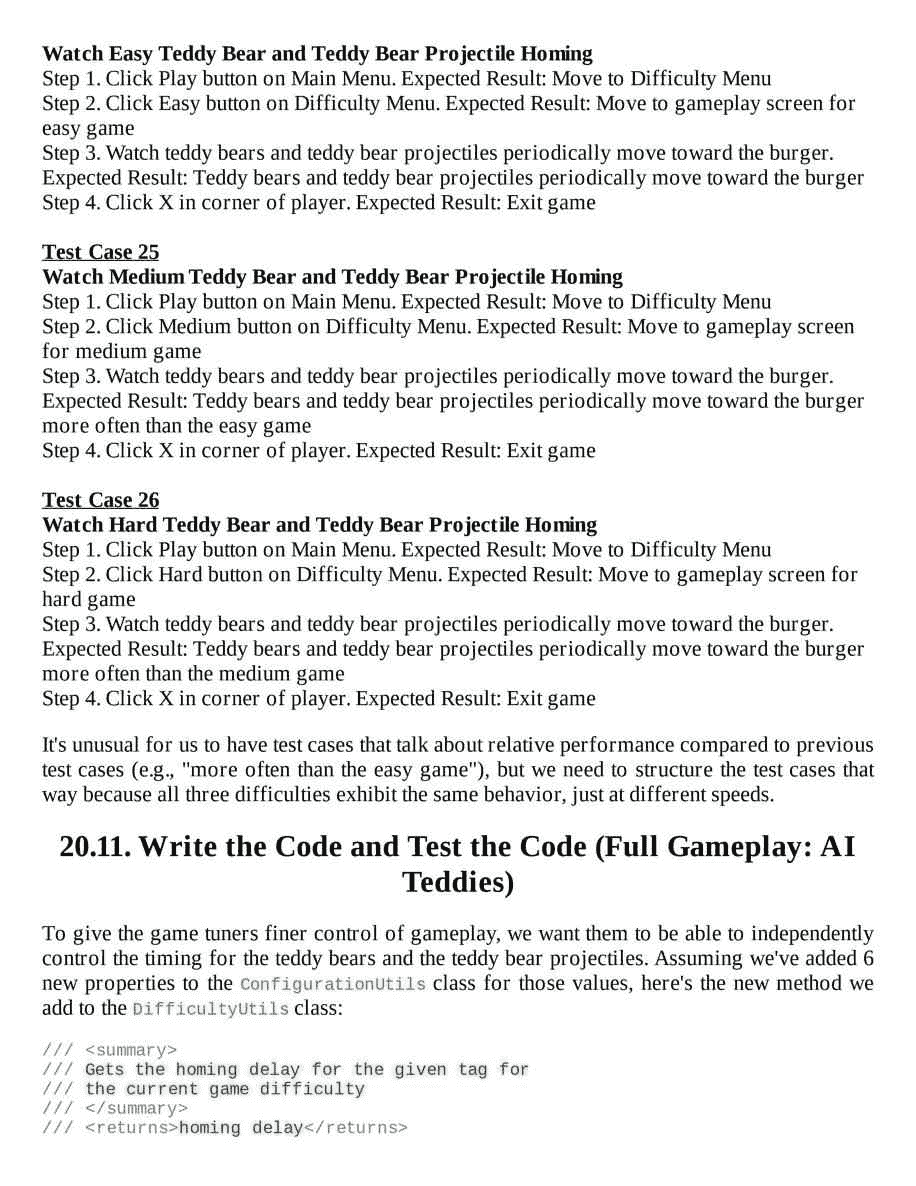 Watch Easy Teddy Bear and Teddy Bear Projectile Homing
Step 1. Click Play button on Main Menu. Expected Result: Move to Difficulty Menu
Step 2. Click Easy button on Difficulty Menu. Expected Result: Move to gameplay screen for
easy game
Step 3. Watch teddy bears and teddy bear projectiles periodically move toward the burger.
Expected Result: Teddy bears and teddy bear projectiles periodically move toward the burger
Step 4. Click X in corner of player. Expected Result: Exit game
Test Case 25
Watch Medium Teddy Bear and Teddy Bear Projectile Homing
Step 1. Click Play button on Main Menu. Expected Result: Move to Difficulty Menu
Step 2. Click Medium button on Difficulty Menu. Expected Result: Move to gameplay screen
for medium game
Step 3. Watch teddy bears and teddy bear projectiles periodically move toward the burger.
Expected Result: Teddy bears and teddy bear projectiles periodically move toward the burger
more often than the easy game
Step 4. Click X in corner of player. Expected Result: Exit game
Test Case 26
Watch Hard Teddy Bear and Teddy Bear Projectile Homing
Step 1. Click Play button on Main Menu. Expected Result: Move to Difficulty Menu
Step 2. Click Hard button on Difficulty Menu. Expected Result: Move to gameplay screen for
hard game
Step 3. Watch teddy bears and teddy bear projectiles periodically move toward the burger.
Expected Result: Teddy bears and teddy bear projectiles periodically move toward the burger
more often than the medium game
Step 4. Click X in corner of player. Expected Result: Exit game
It's unusual for us to have test cases that talk about relative performance compared to previous
test cases (e.g., "more often than the easy game"), but we need to structure the test cases that
way because all three difficulties exhibit the same behavior, just at different speeds.
20.11. Write the Code and Test the Code (Full Gameplay: AI
Teddies)
To give the game tuners finer control of gameplay, we want them to be able to independently
control the timing for the teddy bears and the teddy bear projectiles. Assuming we've added 6
new properties to the ConfigurationUtils class for those values, here's the new method we
add to the DifficultyUtils class:
/// <summary>
/// Gets the homing delay for the given tag for
/// the current game difficulty
/// </summary>
/// <returns>homing delay</returns>